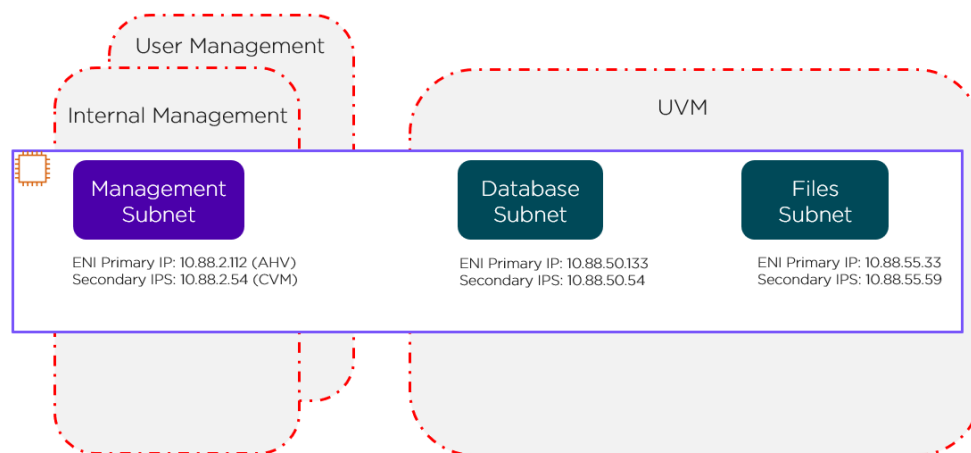 User Management
Internal Management
UVM
Management
Subnet
ENI Primary IP: 10.88.2.112 (AHV)
Secondary IPS: 10.88.2.54 (CVM)
Database
Subnet
ENI Primary IP: 10.88.50.133
Secondary IPS: 10.88.50.54
Files
Subnet
ENI Primary IP: 10.88.55.33
Secondary IPS: 10.88.55.59